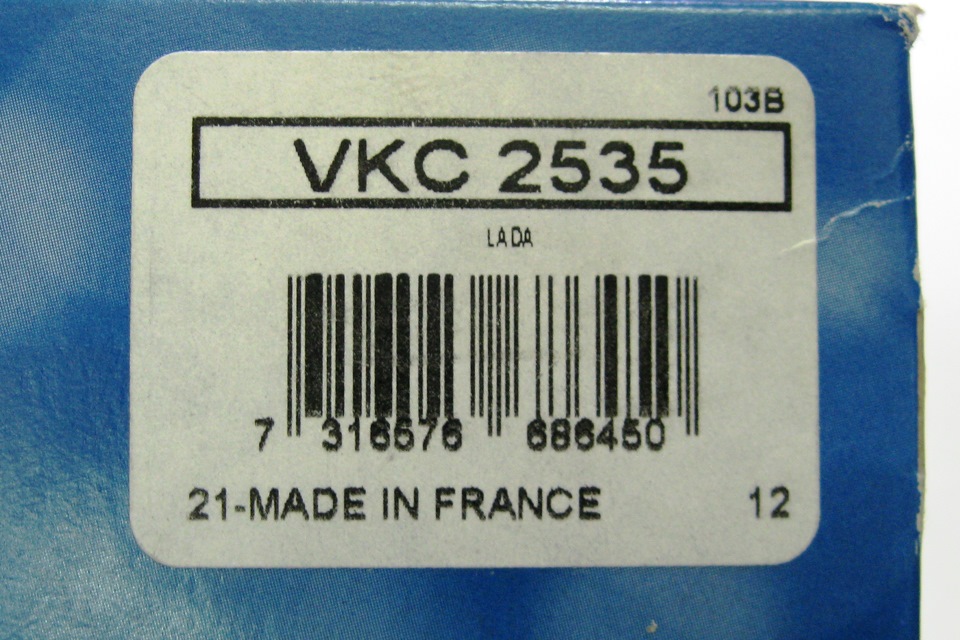 103B
VKC 2535
LADA
7 316576 686450
21-MADE IN FRANCE 12